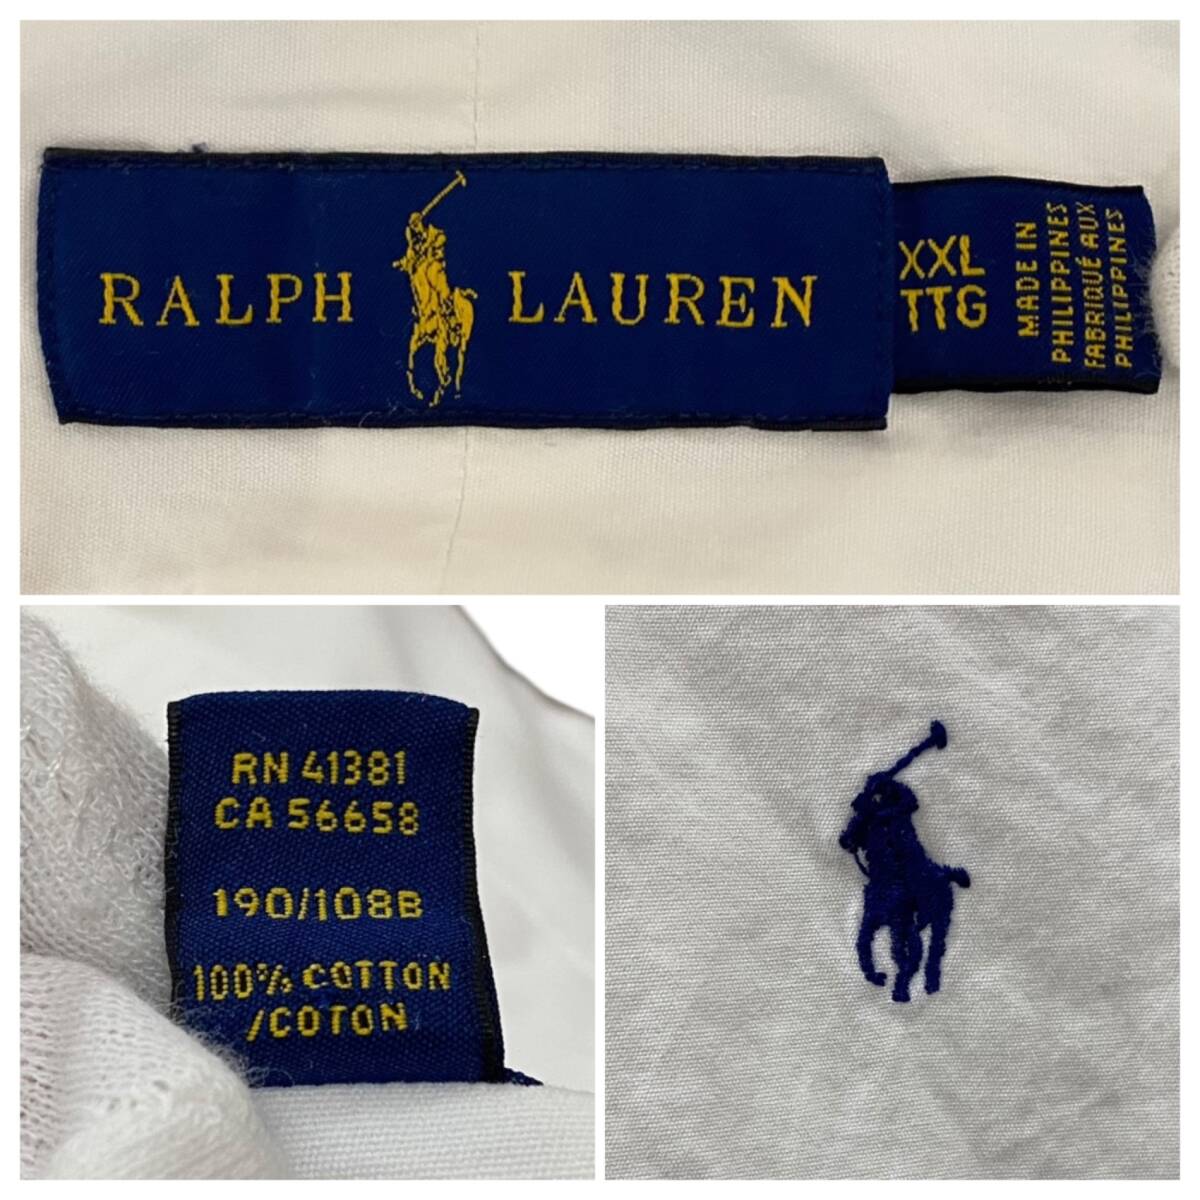 RALPH LAUREN
XXL
TTG
MADE IN
PHILIPPINES
FABRIQUÉ AUX
PHILIPPINES
RN 41381
CA 56658
190/108B
100% COTTON
/COTON